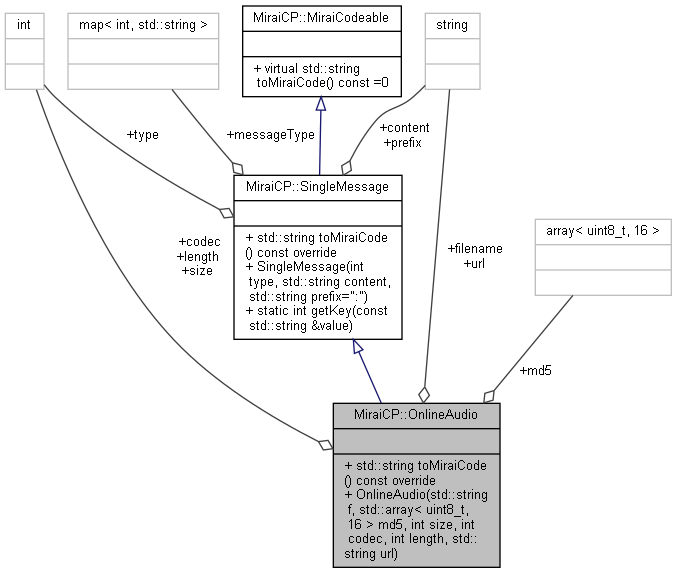 MiraiCP::MiraiCodeable
+ virtual std::string
toMiraiCode() const =0
int
map< int, std::string >
string
+type
+messageType
+content
+prefix
MiraiCP::SingleMessage
+ std::string toMiraiCode
() const override
+ SingleMessage(int
type, std::string content,
std::string prefix=":")
+ static int getKey(const
std::string &value)
+codec
+length
+size
+filename
+url
array< uint8_t, 16 >
+md5
MiraiCP::OnlineAudio
+ std::string toMiraiCode
() const override
+ OnlineAudio(std::string
f, std::array< uint8_t,
16 > md5, int size, int
codec, int length, std::
string url)